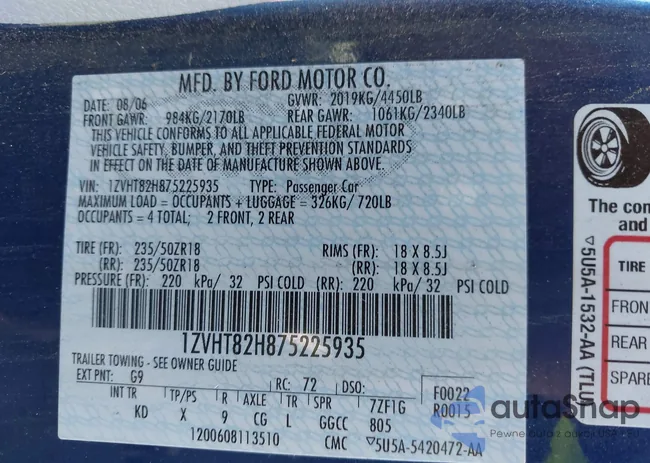 MFD. BY FORD MOTOR CO.
DATE: 08/06 GVWR: 2019KG/4450LB
FRONT GAWR: 984KG/2170LB REAR GAWR: 1061KG/2340LB
THIS VEHICLE CONFORMS TO ALL APPLICABLE FEDERAL MOTOR
VEHICLE SAFETY, BUMPER, AND THEFT PREVENTION STANDARDS
IN EFFECT ON THE DATE OF MANUFACTURE SHOWN ABOVE.
VIN: 1ZVHT82H875225935 TYPE: Passenger Car
MAXIMUM LOAD = OCCUPANTS + LUGGAGE = 326KG/ 720LB
OCCUPANTS = 4 TOTAL; 2 FRONT, 2 REAR
TIRE (FR): 235/50ZR18 RIMS (FR): 18 X 8.5J
(RR): 235/50ZR18 (RR): 18 X 8.5J
PRESSURE (FR): 220 kPa/ 32 PSI COLD (RR): 220 kPa/ 32 PSI COLD
1ZVHT82H875225935
TRAILER TOWING - SEE OWNER GUIDE
EXT PNT: G9 RC: 72 DSO: F0022
INT TR TP/PS R AXLE TR SPR 7ZF1G R0015
KD X 9 CG L GGCC 805
1200608113510 CMC ▽5U5A-5420472-AA
The con
and
▽5U5A-1532-AA (TLU)
TIRE
FRON
REAR
SPARE
autoSnap